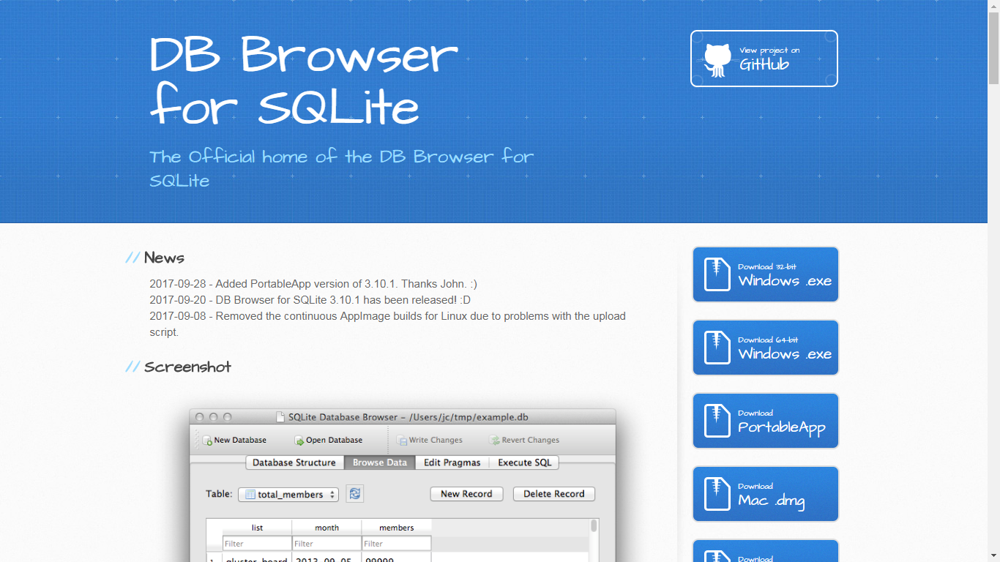 DB Browser
for SQLite
The Official home of the DB Browser for
SQLite
View project on
GitHub
// News
2017-09-28 - Added PortableApp version of 3.10.1. Thanks John. :)
2017-09-20 - DB Browser for SQLite 3.10.1 has been released! :D
2017-09-08 - Removed the continuous AppImage builds for Linux due to problems with the upload
script.
// Screenshot
SQLite Database Browser - /Users/jc/tmp/example.db
New Database Open Database Write Changes Revert Changes
Database Structure Browse Data Edit Pragmas Execute SQL
Table: total_members New Record Delete Record
list month members
Filter Filter Filter
1 gluster_board 2013-09-05 99999
Download 32-bit
Windows .exe
Download 64-bit
Windows .exe
Download
PortableApp
Download
Mac .dmg
Download